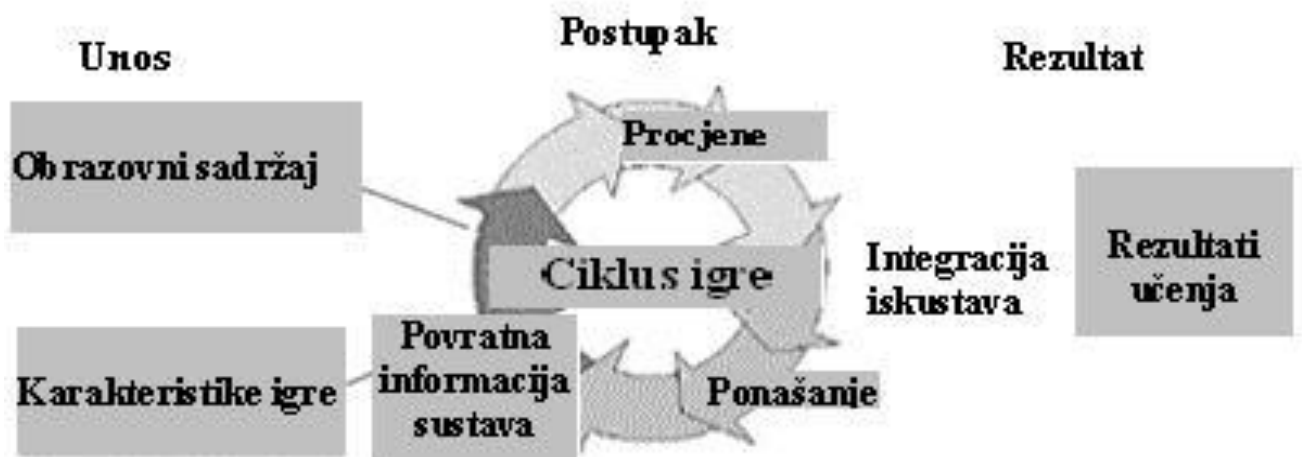 Unos
Postupak
Rezultat
Obrazovni sadržaj
Procjene
Ciklus igre
Integracija
iskustava
Rezultati
učenja
Karakteristike igre
Povratna
informacija
sustava
Ponašanje